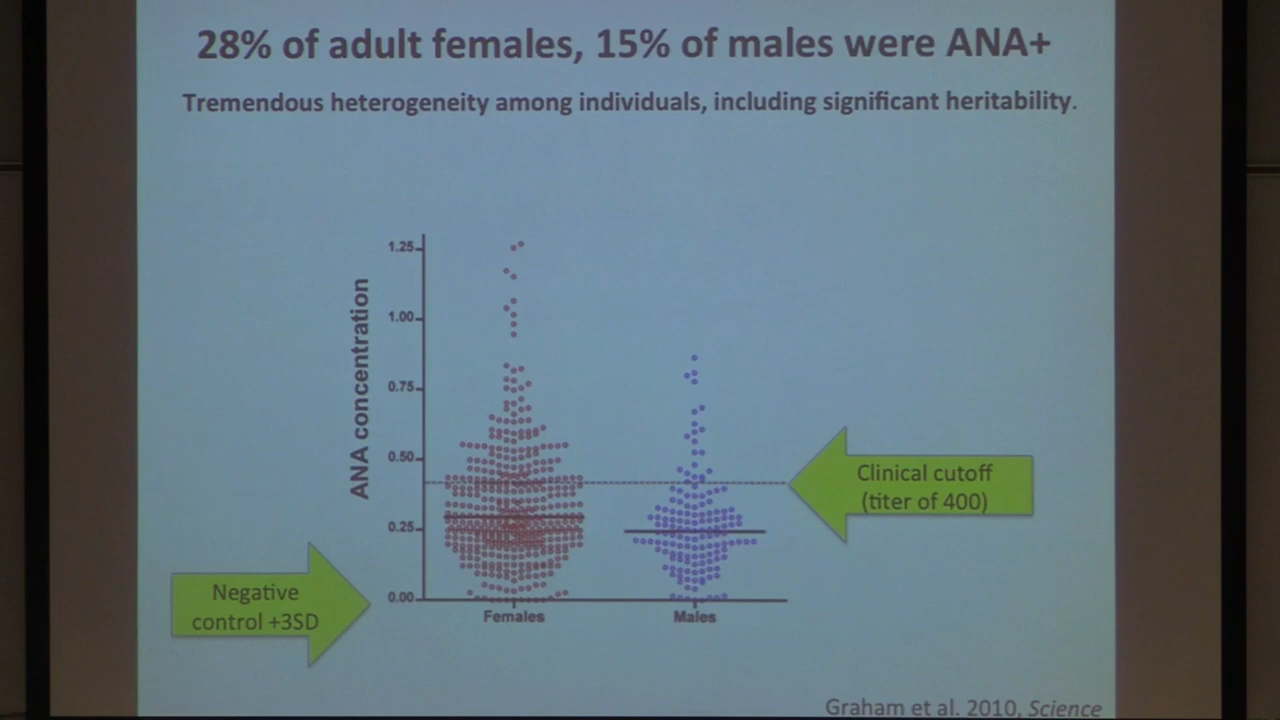 28% of adult females, 15% of males were ANA+
Tremendous heterogeneity among individuals, including significant heritability.
ANA concentration
1.25
1.00
0.75
0.50
0.25
0.00
Females
Males
Clinical cutoff
(titer of 400)
Negative
control +3SD
Graham et al. 2010, Science